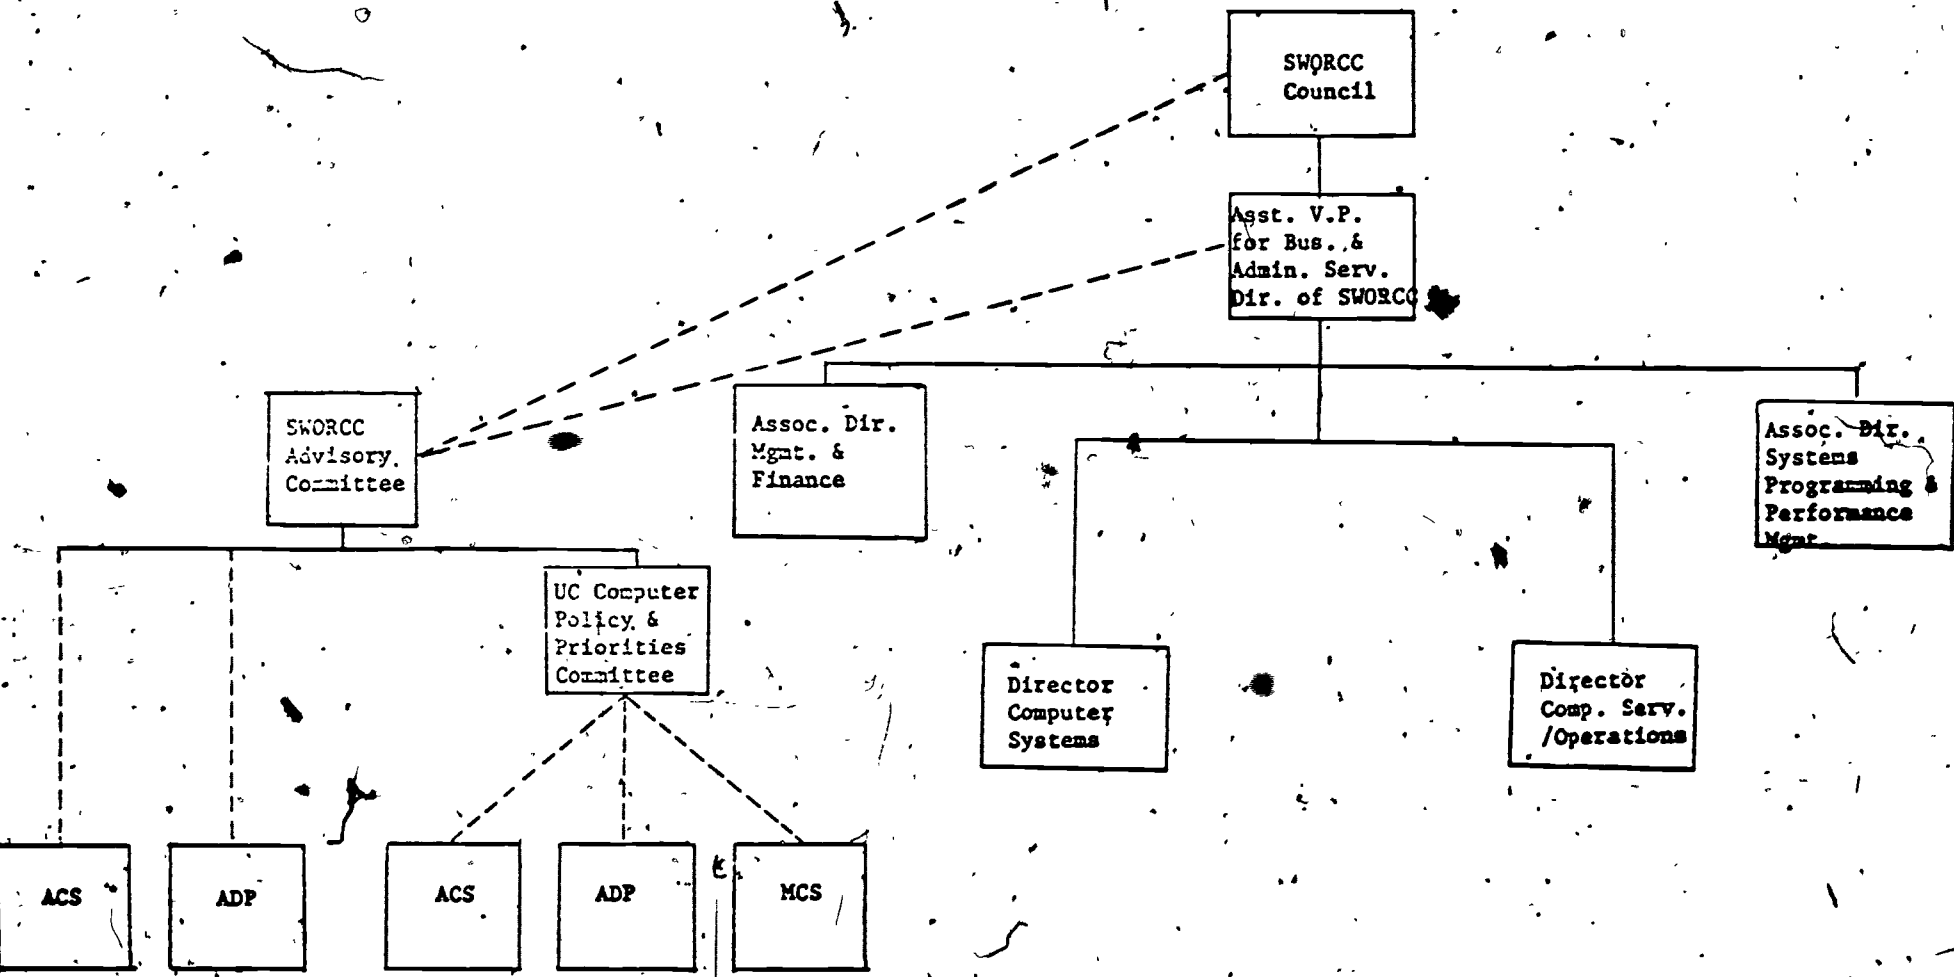 SWORCC
Council
Asst. V.P.
for Bus. &
Admin. Serv.
Dir. of SWORCC
SWORCC
Advisory
Committee
Assoc. Dir.
Mgmt. &
Finance
Assoc. Dir.
Systems
Programming &
Performance
Mgmt.
UC Computer
Policy &
Priorities
Committee
Director
Computer
Systems
Director
Comp. Serv.
/Operations
ACS
ADP
ACS
ADP
MCS